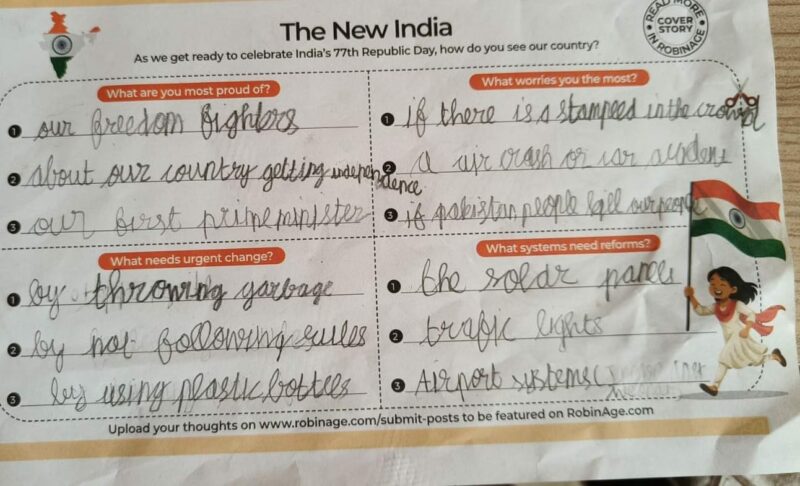 The New India
As we get ready to celebrate India's 77th Republic Day, how do you see our country?
READ MORE
COVER
STORY
IN ROBINAGE
What are you most proud of?
1 our freedom fighters
2 about our country getting independence
3 our first prime minister
What worries you the most?
1 if there is a stampeed in the crowd
2 a air crash or car
3 if pakistan people kill our people
What needs urgent change?
1 by throwing garbage
2 by not following rules
3 by using plastic bottels
What systems need reforms?
1 the solar panels
2 trafic lights
3 Airport systems (
Upload your thoughts on www.robinage.com/submit-posts to be featured on RobinAge.com